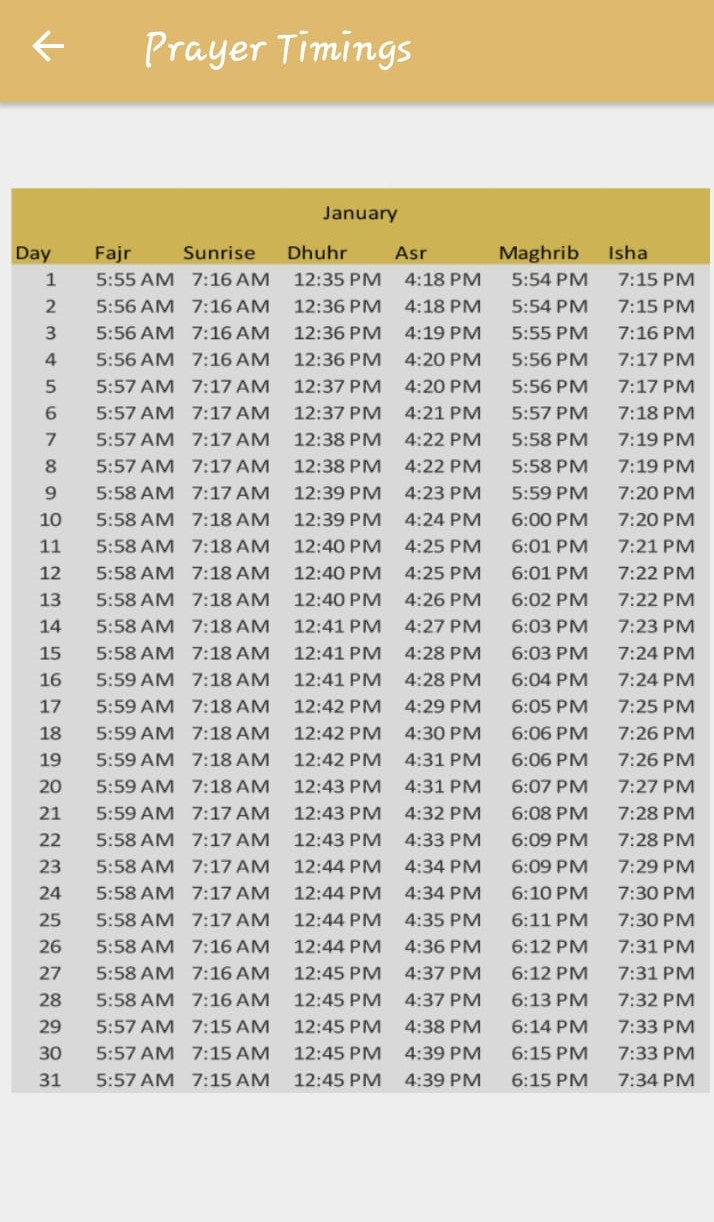 Prayer Timings
January
Day Fajr Sunrise Dhuhr Asr Maghrib Isha
1 5:55 AM 7:16 AM 12:35 PM 4:18 PM 5:54 PM 7:15 PM
2 5:56 AM 7:16 AM 12:36 PM 4:18 PM 5:54 PM 7:15 PM
3 5:56 AM 7:16 AM 12:36 PM 4:19 PM 5:55 PM 7:16 PM
4 5:56 AM 7:16 AM 12:36 PM 4:20 PM 5:56 PM 7:17 PM
5 5:57 AM 7:17 AM 12:37 PM 4:20 PM 5:56 PM 7:17 PM
6 5:57 AM 7:17 AM 12:37 PM 4:21 PM 5:57 PM 7:18 PM
7 5:57 AM 7:17 AM 12:38 PM 4:22 PM 5:58 PM 7:19 PM
8 5:57 AM 7:17 AM 12:38 PM 4:22 PM 5:58 PM 7:19 PM
9 5:58 AM 7:17 AM 12:39 PM 4:23 PM 5:59 PM 7:20 PM
10 5:58 AM 7:18 AM 12:39 PM 4:24 PM 6:00 PM 7:20 PM
11 5:58 AM 7:18 AM 12:40 PM 4:25 PM 6:01 PM 7:21 PM
12 5:58 AM 7:18 AM 12:40 PM 4:25 PM 6:01 PM 7:22 PM
13 5:58 AM 7:18 AM 12:40 PM 4:26 PM 6:02 PM 7:22 PM
14 5:58 AM 7:18 AM 12:41 PM 4:27 PM 6:03 PM 7:23 PM
15 5:58 AM 7:18 AM 12:41 PM 4:28 PM 6:03 PM 7:24 PM
16 5:59 AM 7:18 AM 12:41 PM 4:28 PM 6:04 PM 7:24 PM
17 5:59 AM 7:18 AM 12:42 PM 4:29 PM 6:05 PM 7:25 PM
18 5:59 AM 7:18 AM 12:42 PM 4:30 PM 6:06 PM 7:26 PM
19 5:59 AM 7:18 AM 12:42 PM 4:31 PM 6:06 PM 7:26 PM
20 5:59 AM 7:18 AM 12:43 PM 4:31 PM 6:07 PM 7:27 PM
21 5:59 AM 7:17 AM 12:43 PM 4:32 PM 6:08 PM 7:28 PM
22 5:58 AM 7:17 AM 12:43 PM 4:33 PM 6:09 PM 7:28 PM
23 5:58 AM 7:17 AM 12:44 PM 4:34 PM 6:09 PM 7:29 PM
24 5:58 AM 7:17 AM 12:44 PM 4:34 PM 6:10 PM 7:30 PM
25 5:58 AM 7:17 AM 12:44 PM 4:35 PM 6:11 PM 7:30 PM
26 5:58 AM 7:16 AM 12:44 PM 4:36 PM 6:12 PM 7:31 PM
27 5:58 AM 7:16 AM 12:45 PM 4:37 PM 6:12 PM 7:31 PM
28 5:58 AM 7:16 AM 12:45 PM 4:37 PM 6:13 PM 7:32 PM
29 5:57 AM 7:15 AM 12:45 PM 4:38 PM 6:14 PM 7:33 PM
30 5:57 AM 7:15 AM 12:45 PM 4:39 PM 6:15 PM 7:33 PM
31 5:57 AM 7:15 AM 12:45 PM 4:39 PM 6:15 PM 7:34 PM